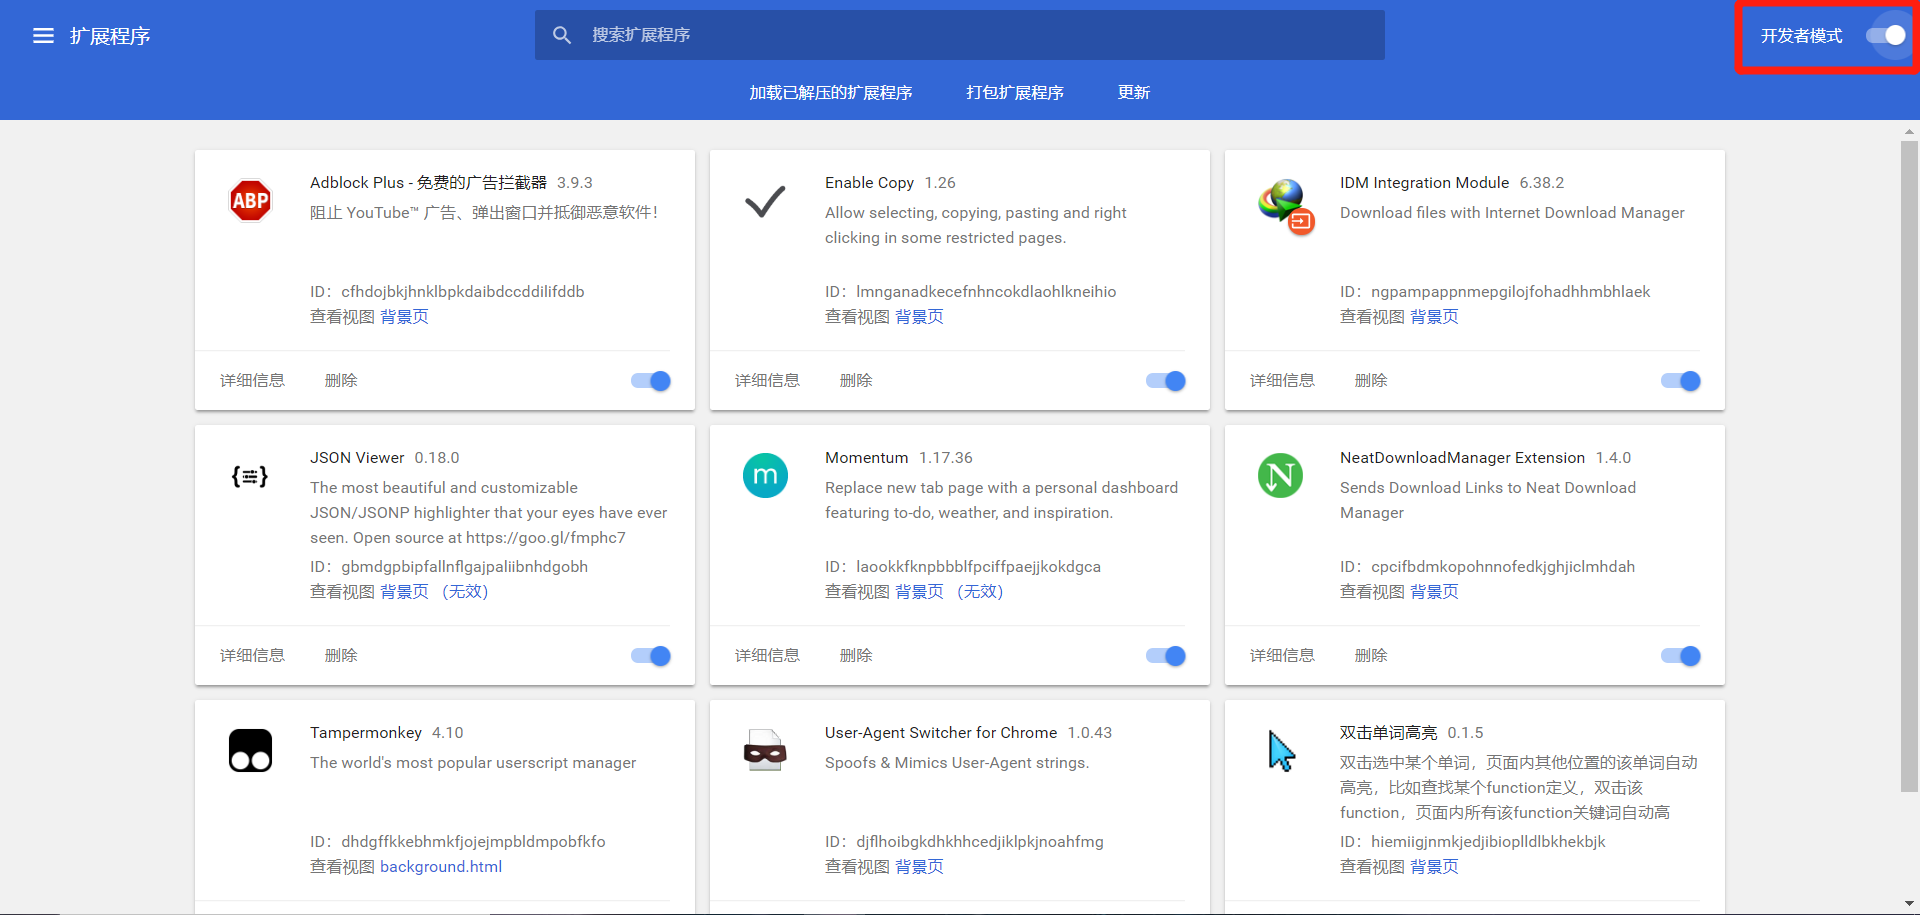 扩展程序
搜索扩展程序
开发者模式
加载已解压的扩展程序
打包扩展程序
更新
ABP
Adblock Plus - 免费的广告拦截器 3.9.3
阻止 YouTube™ 广告、弹出窗口并抵御恶意软件!
ID：cfhdojbkjhnklbpkdaibdccddilifddb
查看视图 背景页
详细信息
删除
Enable Copy 1.26
Allow selecting, copying, pasting and right
clicking in some restricted pages.
ID：lmnganadkecefnhncokdlaohlkneihio
查看视图 背景页
详细信息
删除
IDM Integration Module 6.38.2
Download files with Internet Download Manager
ID：ngpampappnmepgilojfohadhhmbhlaek
查看视图 背景页
详细信息
删除
JSON Viewer 0.18.0
The most beautiful and customizable
JSON/JSONP highlighter that your eyes have ever
seen. Open source at https://goo.gl/fmphc7
ID：gbmdgpbipfallnflgajpaliibnhdgobh
查看视图 背景页 （无效）
详细信息
删除
m
Momentum 1.17.36
Replace new tab page with a personal dashboard
featuring to-do, weather, and inspiration.
ID：laookkfknpbbblfpciffpaejjkokdgca
查看视图 背景页 （无效）
详细信息
删除
N
NeatDownloadManager Extension 1.4.0
Sends Download Links to Neat Download
Manager
ID：cpcifbdmkopohnnofedkjghjiclmhdah
查看视图 背景页
详细信息
删除
Tampermonkey 4.10
The world's most popular userscript manager
ID：dhdgffkkebhmkfjojejmpbldmpobfkfo
查看视图 background.html
User-Agent Switcher for Chrome 1.0.43
Spoofs & Mimics User-Agent strings.
ID：djflhoibgkdhkhhcedjiklpkjnoahfmg
查看视图 背景页
双击单词高亮 0.1.5
双击选中某个单词，页面内其他位置的该单词自动
高亮，比如查找某个function定义，双击该
function，页面内所有该function关键词自动高
ID：hiemiigjnmkjedjibioplldlbkhekbjk
查看视图 背景页